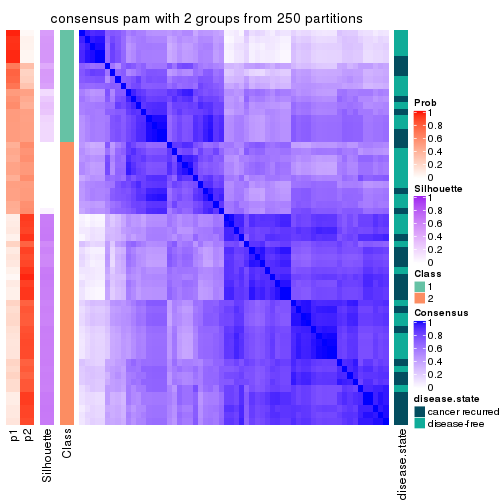 consensus pam with 2 groups from 250 partitions
Prob
1
0.8
0.6
0.4
0.2
0
Silhouette
1
0.8
0.6
0.4
0.2
0
Class
1
2
Consensus
1
0.8
0.6
0.4
0.2
0
disease.state
cancer recurred
disease-free
p1
p2
Silhouette
Class
disease.state